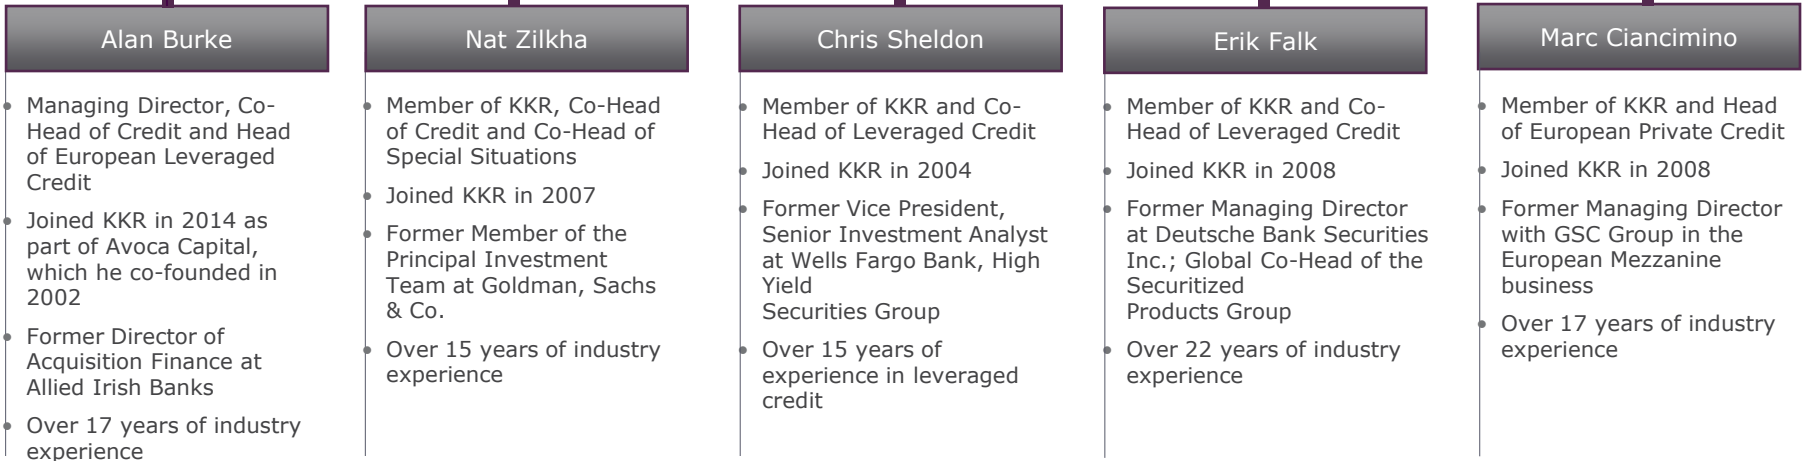 Alan Burke
• Managing Director, Co-
Head of Credit and Head
of European Leveraged
Credit
• Joined KKR in 2014 as
part of Avoca Capital,
which he co-founded in
2002
• Former Director of
Acquisition Finance at
Allied Irish Banks
• Over 17 years of industry
experience
Nat Zilkha
• Member of KKR, Co-Head
of Credit and Co-Head of
Special Situations
• Joined KKR in 2007
• Former Member of the
Principal Investment
Team at Goldman, Sachs
& Co.
• Over 15 years of industry
experience
Chris Sheldon
• Member of KKR and Co-
Head of Leveraged Credit
• Joined KKR in 2004
• Former Vice President,
Senior Investment Analyst
at Wells Fargo Bank, High
Yield
Securities Group
• Over 15 years of
experience in leveraged
credit
Erik Falk
• Member of KKR and Co-
Head of Leveraged Credit
• Joined KKR in 2008
• Former Managing Director
at Deutsche Bank Securities
Inc.; Global Co-Head of the
Securitized
Products Group
• Over 22 years of industry
experience
Marc Ciancimino
• Member of KKR and Head
of European Private Credit
• Joined KKR in 2008
• Former Managing Director
with GSC Group in the
European Mezzanine
business
• Over 17 years of industry
experience